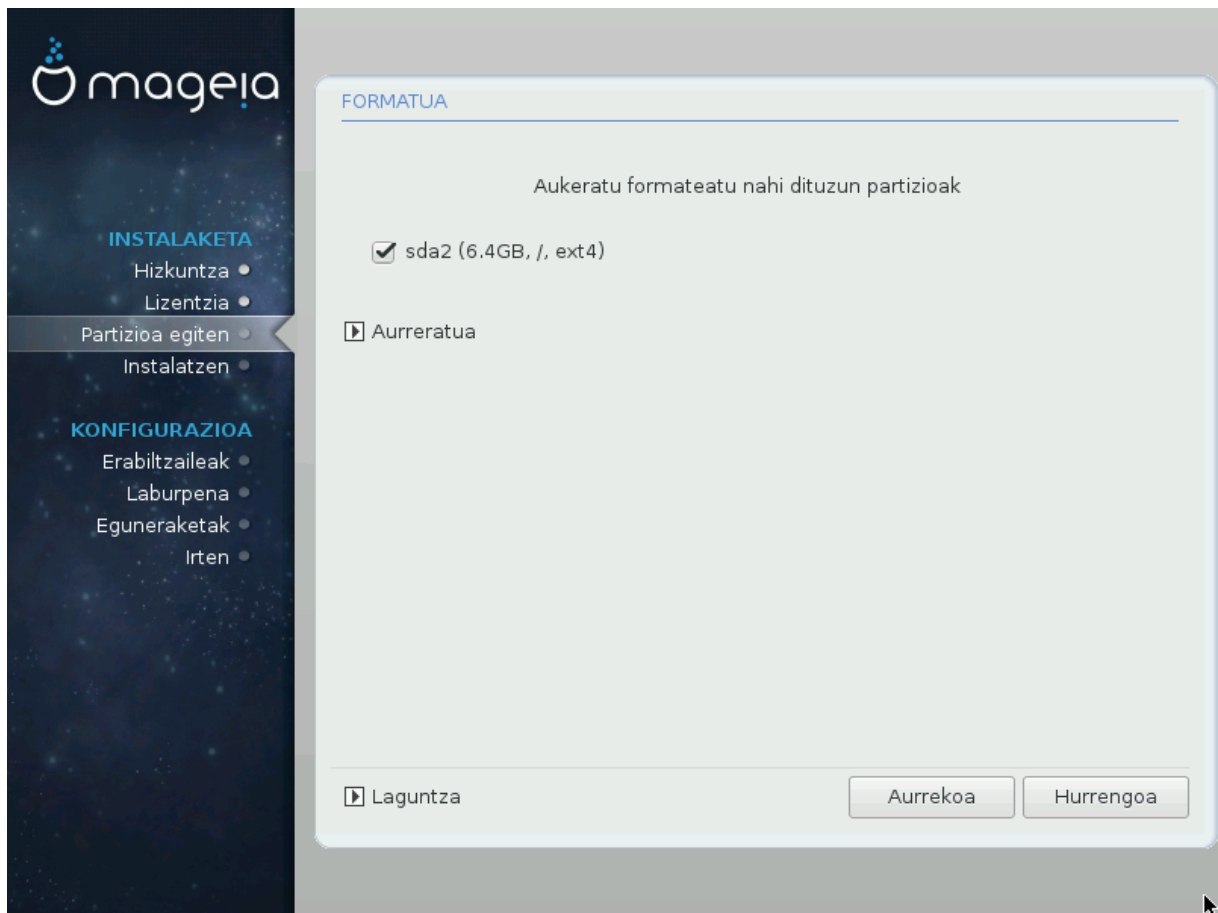 mageia
INSTALAKETA
Hizkuntza
Lizentzia
Partizioa egiten
Instalatzen
KONFIGURAZIOA
Erabiltzaileak
Laburpena
Eguneraketak
Irten
FORMATUA
Aukeratu formateatu nahi dituzun partizioak
sda2 (6.4GB, /, ext4)
Aurreratua
Laguntza
Aurrekoa
Hurrengoa